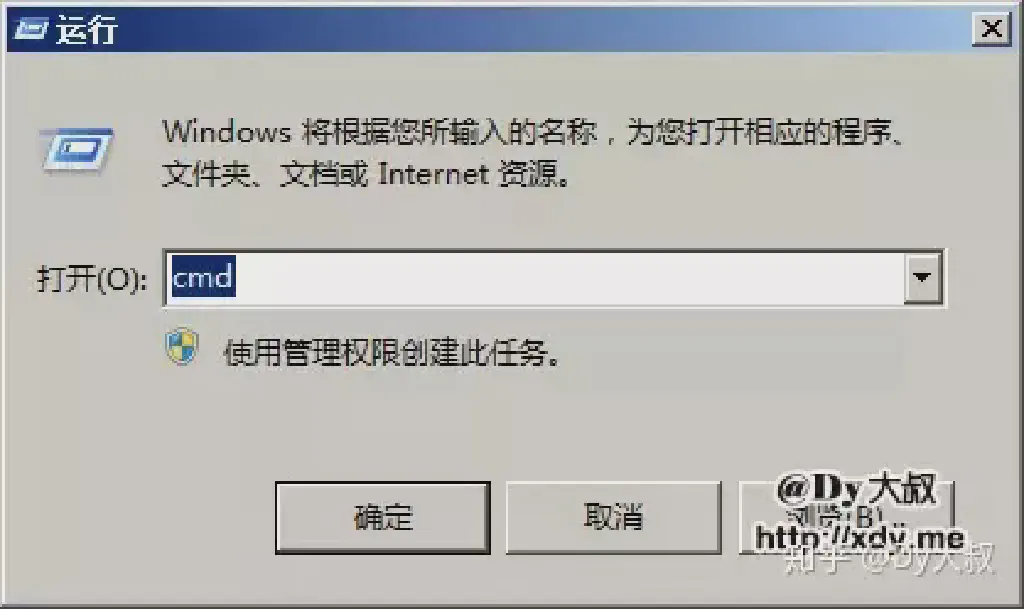 运行
Windows 将根据您所输入的名称，为您打开相应的程序、
文件夹、文档或 Internet 资源。
打开(O):
cmd
使用管理权限创建此任务。
确定
取消
浏览(B)...
@Dy大叔
http://xdy.me
知乎 @Dy大叔